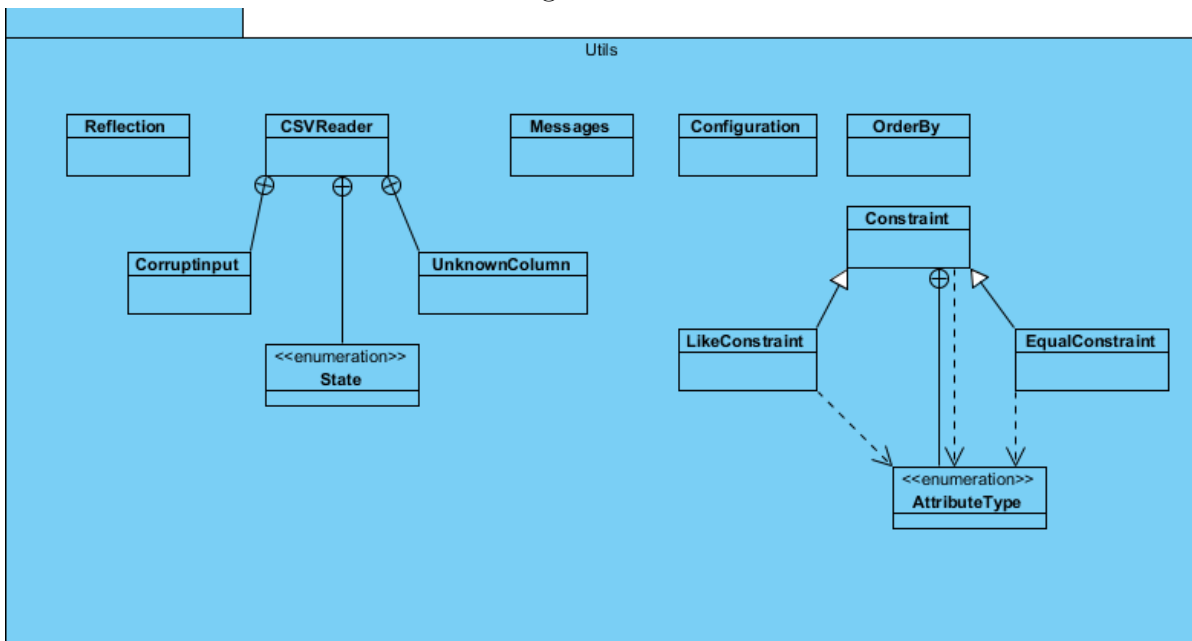 Utils
Reflection
CSVReader
Messages
Configuration
OrderBy
Constraint
Corruptinput
UnknownColumn
LikeConstraint
EqualConstraint
<<enumeration>>
State
<<enumeration>>
AttributeType